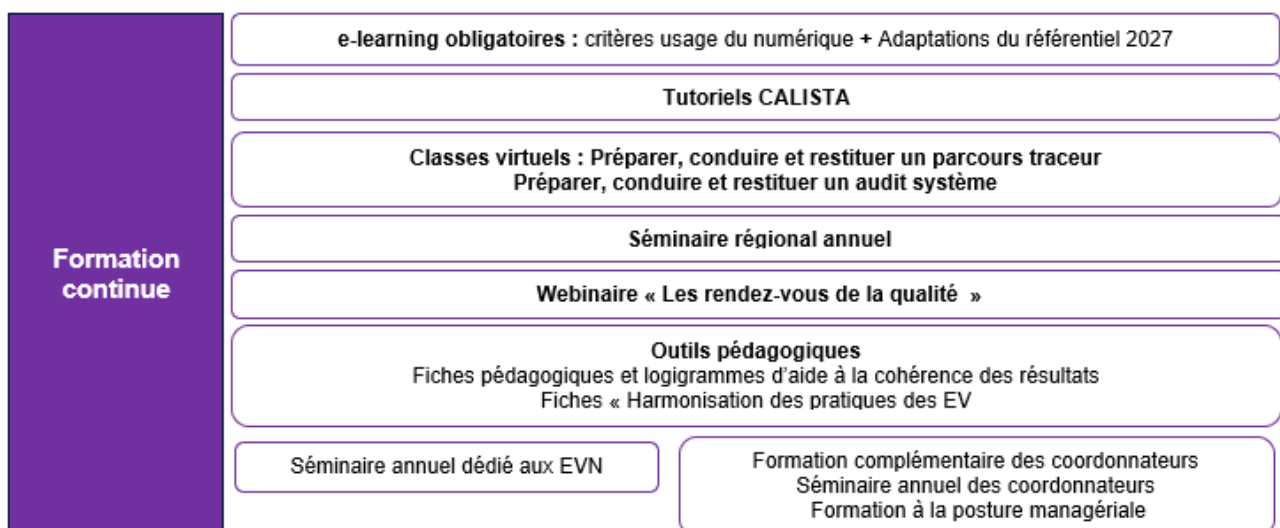 Formation
continue
e-learning obligatoires : critères usage du numérique + Adaptations du référentiel 2027
Tutoriels CALISTA
Classes virtuels : Préparer, conduire et restituer un parcours traceur
Préparer, conduire et restituer un audit système
Séminaire régional annuel
Webinaire « Les rendez-vous de la qualité »
Outils pédagogiques
Fiches pédagogiques et logigrammes d'aide à la cohérence des résultats
Fiches « Harmonisation des pratiques des EV
Séminaire annuel dédié aux EVN
Formation complémentaire des coordonnateurs
Séminaire annuel des coordonnateurs
Formation à la posture managériale